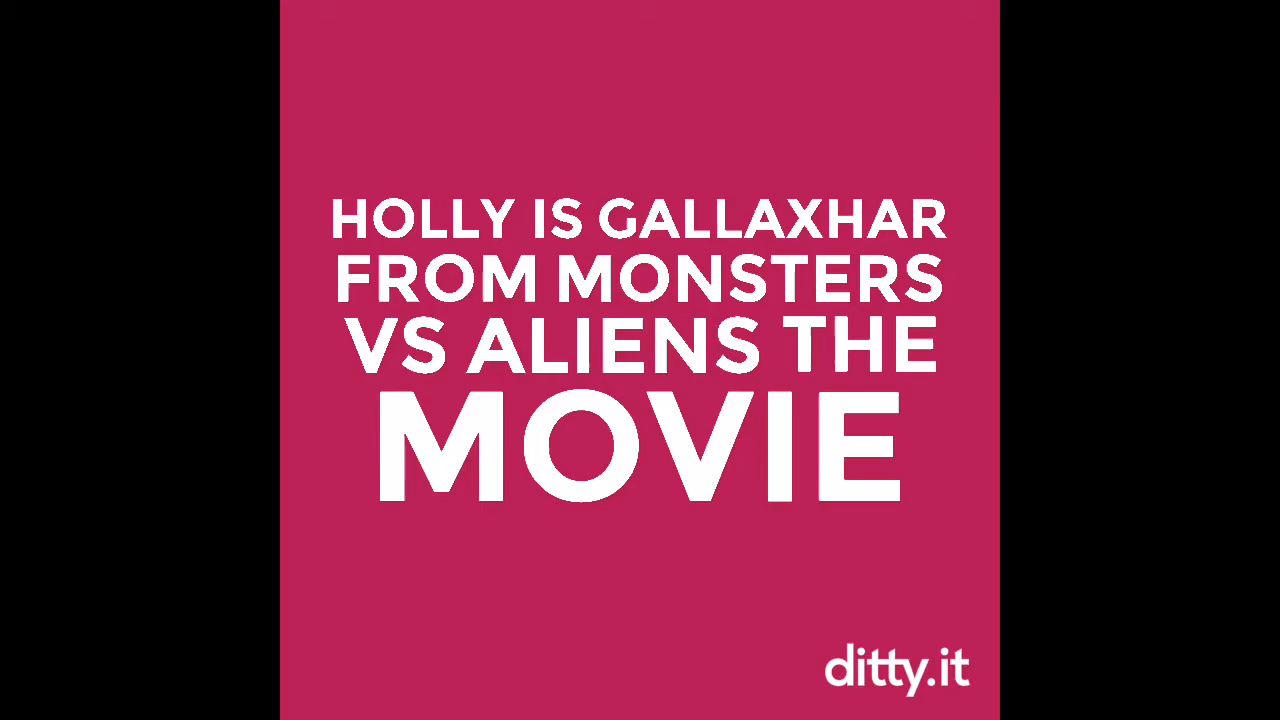 HOLLY IS GALLAXHAR
FROM MONSTERS
VS ALIENS THE
MOVIE
ditty.it